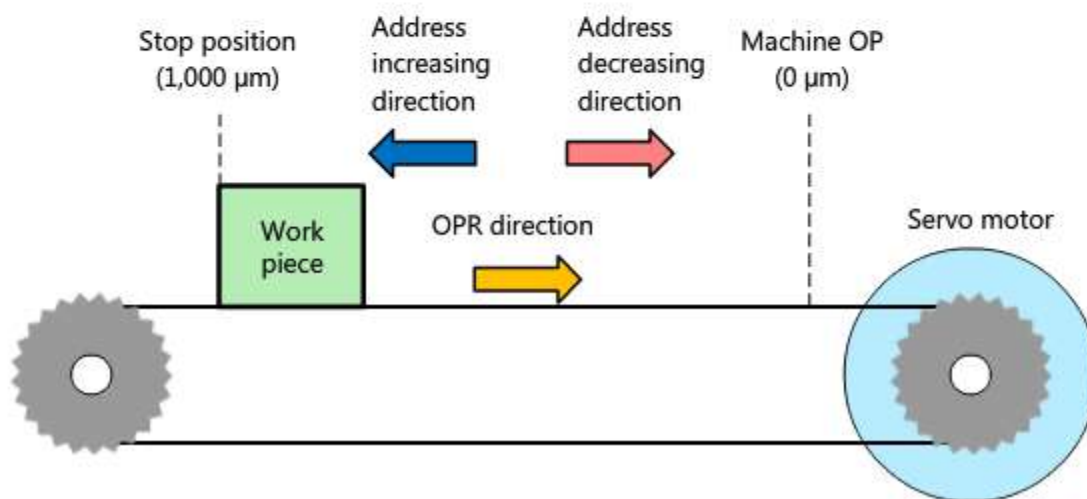 Stop position
(1,000 µm)
Address
increasing
direction
Address
decreasing
direction
Machine OP
(0 µm)
Work
piece
OPR direction
Servo motor